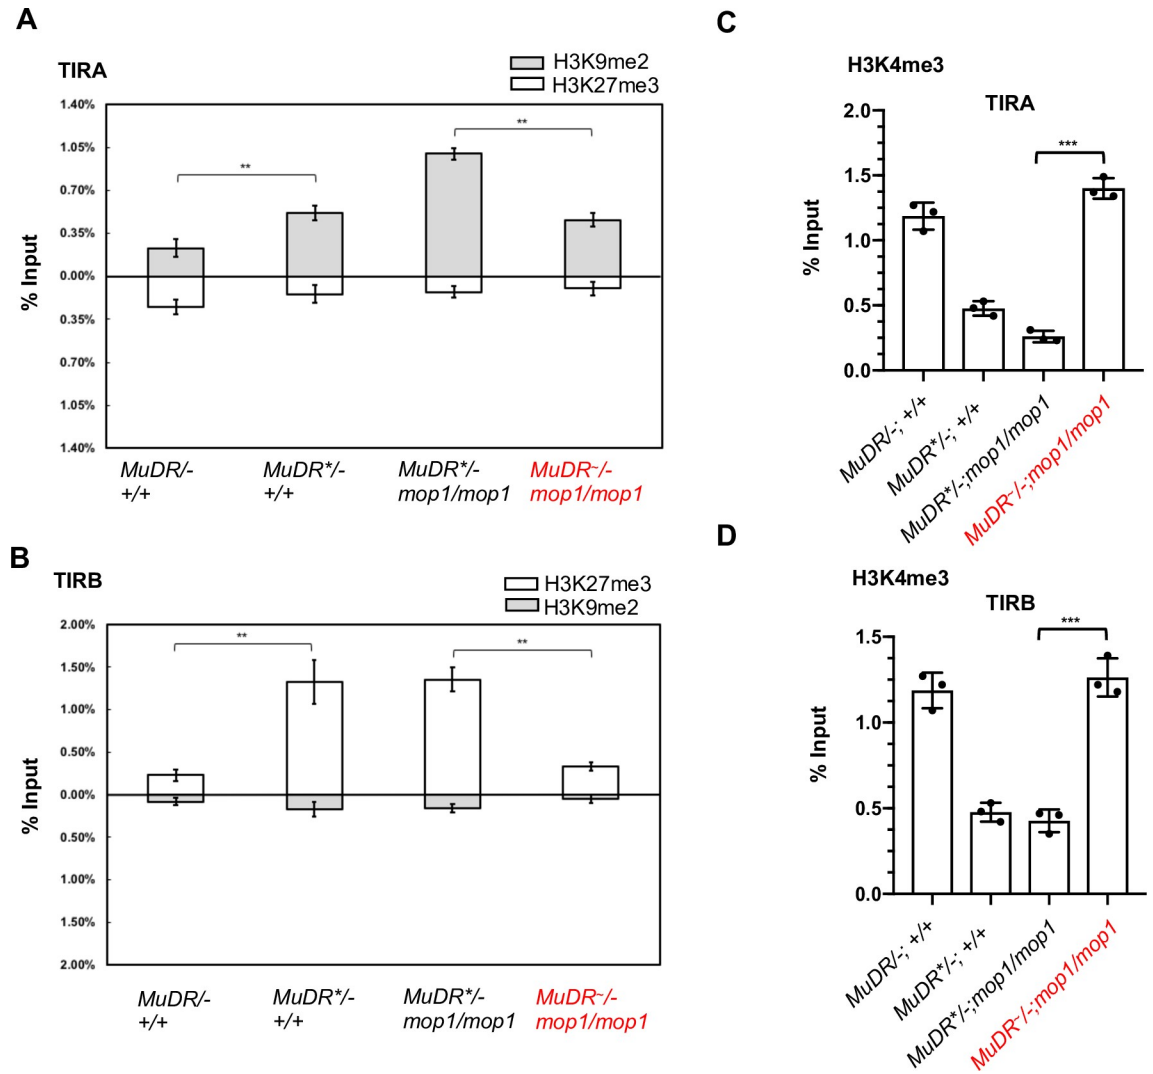 A
TIRA
H3K9me2
H3K27me3
% Input
1.40%
1.05%
0.70%
0.35%
0.00%
0.35%
0.70%
1.05%
1.40%
**
**
MuDR/-
+/+
MuDR*/-
+/+
MuDR*/-
mop1/mop1
MuDR~/-
mop1/mop1
B
TIRB
H3K27me3
H3K9me2
% Input
2.00%
1.50%
1.00%
0.50%
0.00%
0.50%
1.00%
1.50%
2.00%
**
**
MuDR/-
+/+
MuDR*/-
+/+
MuDR*/-
mop1/mop1
MuDR~/-
mop1/mop1
C
H3K4me3
TIRA
% Input
2.0
1.5
1.0
0.5
0.0
***
MuDR/-; +/+
MuDR*/-; +/+
MuDR*/-;mop1/mop1
MuDR~/-;mop1/mop1
D
H3K4me3
TIRB
% Input
1.5
1.0
0.5
0.0
***
MuDR/-; +/+
MuDR*/-; +/+
MuDR*/-;mop1/mop1
MuDR~/-;mop1/mop1